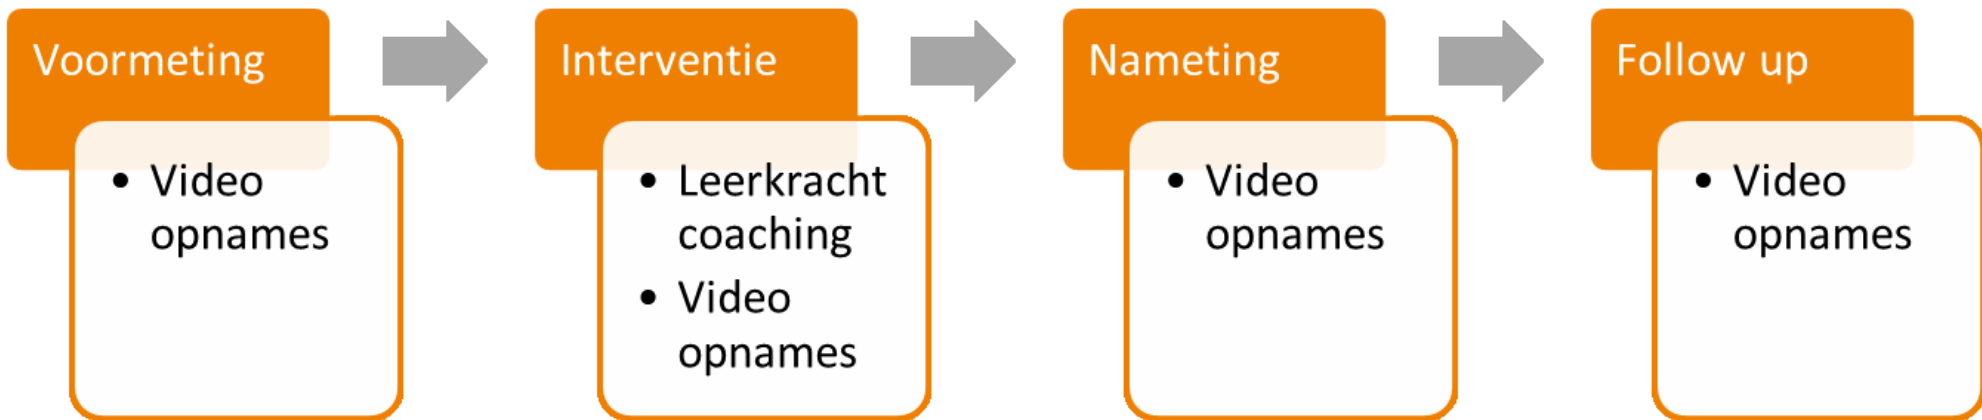 Voormeting
• Video
opnames
Interventie
• Leerkracht
coaching
• Video
opnames
Nameting
• Video
opnames
Follow up
• Video
opnames